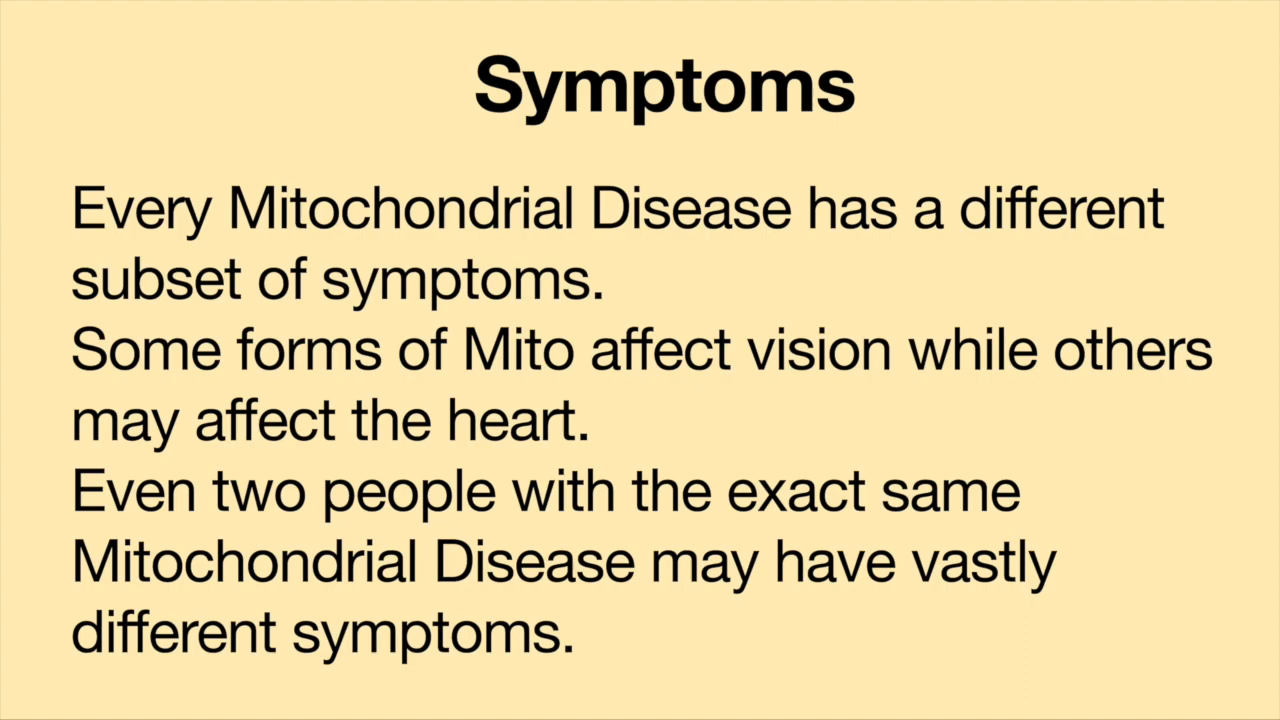 Symptoms
Every Mitochondrial Disease has a different
subset of symptoms.
Some forms of Mito affect vision while others
may affect the heart.
Even two people with the exact same
Mitochondrial Disease may have vastly
different symptoms.